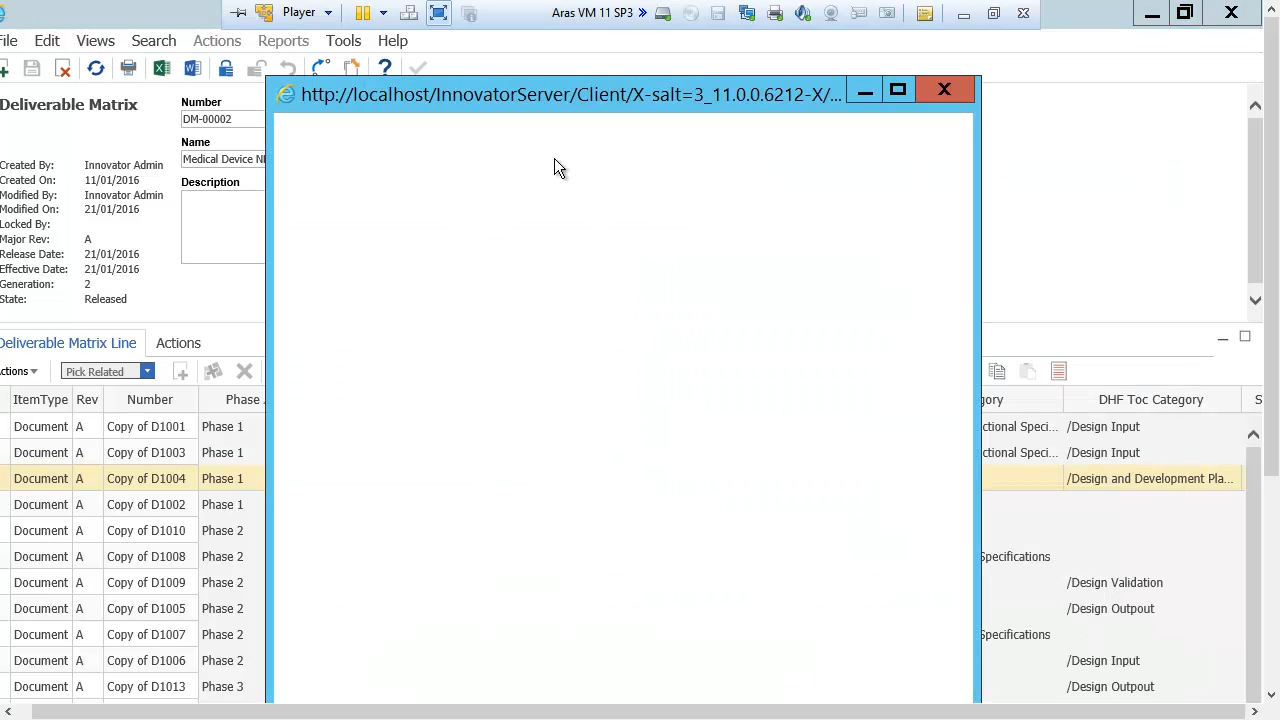 Player
Aras VM 11 SP3
File Edit Views Search Actions Reports Tools Help
http://localhost/InnovatorServer/Client/X-salt=3_11.0.0.6212-X/...
Deliverable Matrix
Number
DM-00002
Name
Medical Device
Description
Created By: Innovator Admin
Created On: 11/01/2016
Modified By: Innovator Admin
Modified On: 21/01/2016
Locked By:
Major Rev: A
Release Date: 21/01/2016
Effective Date: 21/01/2016
Generation: 2
State: Released
Deliverable Matrix Line Actions
Actions Pick Related
ItemType Rev Number Phase gory DHF Toc Category S
Document A Copy of D1001 Phase 1 ctional Speci... /Design Input
Document A Copy of D1003 Phase 1 ctional Speci... /Design Input
Document A Copy of D1004 Phase 1 /Design and Development Pla...
Document A Copy of D1002 Phase 1
Document A Copy of D1010 Phase 2
Document A Copy of D1008 Phase 2 Specifications
Document A Copy of D1009 Phase 2 /Design Validation
Document A Copy of D1005 Phase 2 /Design Outpout
Document A Copy of D1007 Phase 2 Specifications
Document A Copy of D1006 Phase 2 /Design Input
Document A Copy of D1013 Phase 3 /Design Outpout